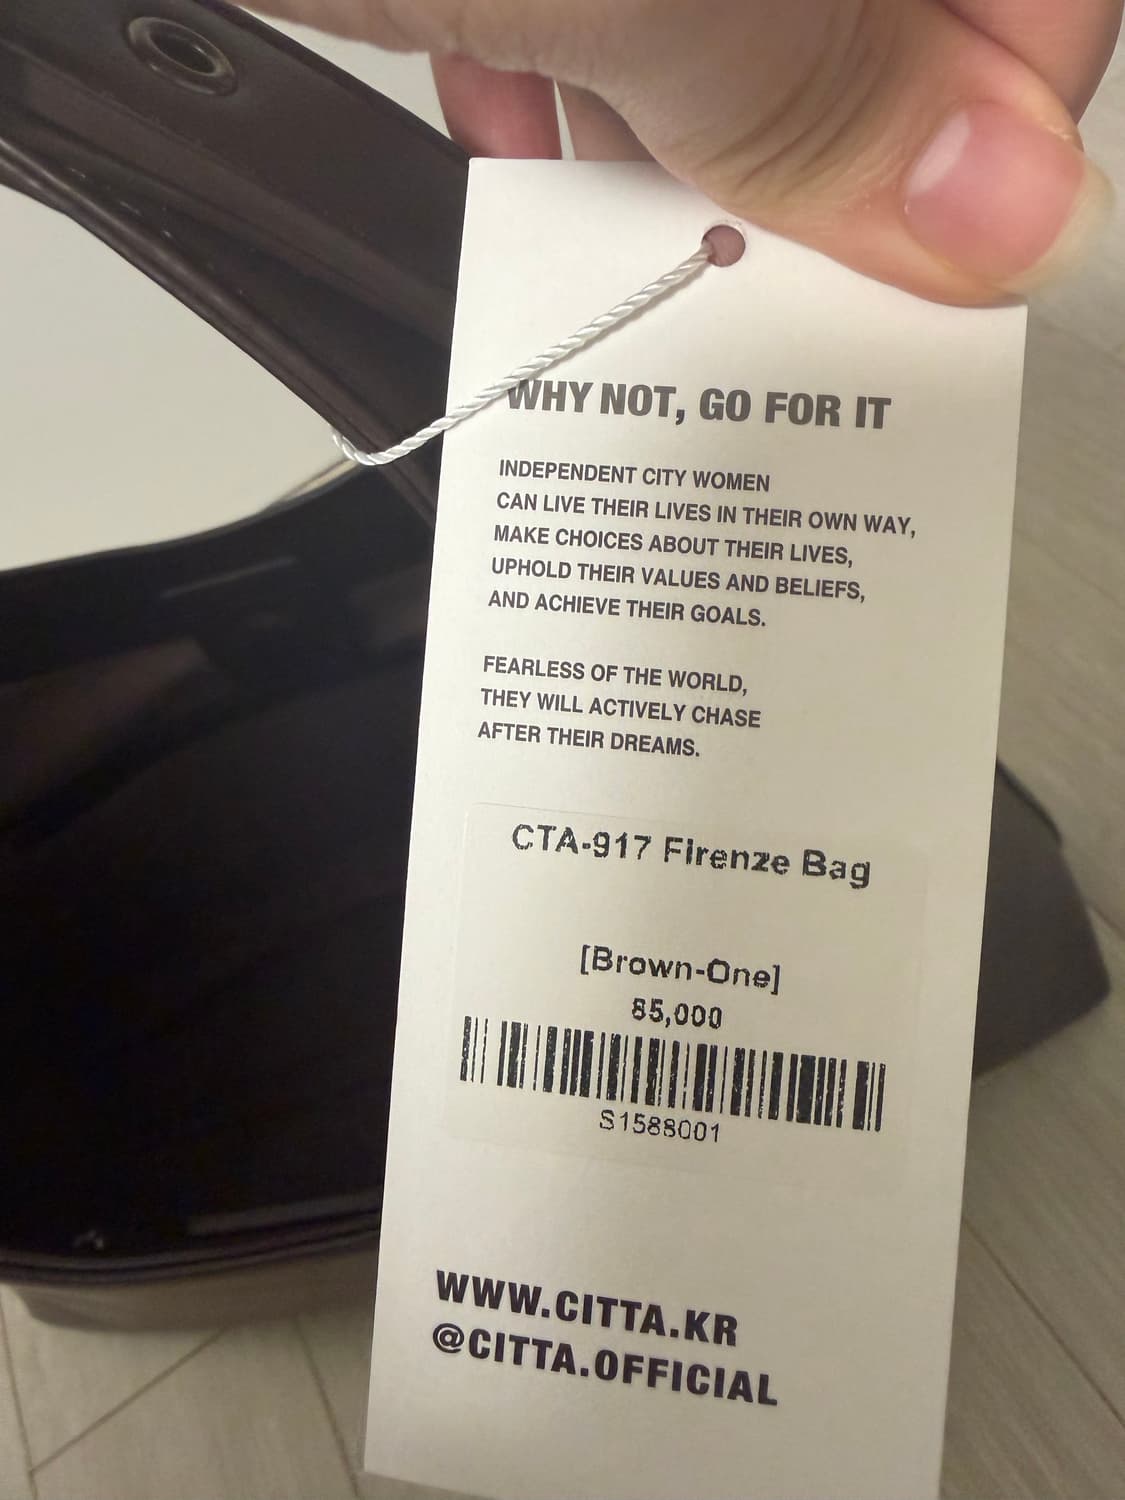 WHY NOT, GO FOR IT
INDEPENDENT CITY WOMEN
CAN LIVE THEIR LIVES IN THEIR OWN WAY,
MAKE CHOICES ABOUT THEIR LIVES,
UPHOLD THEIR VALUES AND BELIEFS,
AND ACHIEVE THEIR GOALS.
FEARLESS OF THE WORLD,
THEY WILL ACTIVELY CHASE
AFTER THEIR DREAMS.
CTA-917 Firenze Bag
[Brown-One]
85,000
S1588001
WWW.CITTA.KR
@CITTA.OFFICIAL